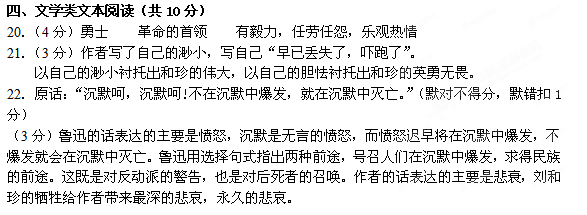 四、文学类文本阅读（共 10 分）
20.（4 分）勇士　　革命的首领　　有毅力，任劳任怨，乐观热情
21.（3 分）作者写了自己的渺小，写自己“早已丢失了，吓跑了”。
以自己的渺小衬托出和珍的伟大，以自己的胆怯衬托出和珍的英勇无畏。
22. 原话：“沉默呵，沉默呵!不在沉默中爆发，就在沉默中灭亡。”（默对不得分，默错扣 1
分）
（3 分）鲁迅的话表达的主要是愤怒，沉默是无言的愤怒，而愤怒迟早将在沉默中爆发，不
爆发就会在沉默中灭亡。鲁迅用选择句式指出两种前途，号召人们在沉默中爆发，求得民族
的前途。这既是对反动派的警告，也是对后死者的召唤。作者的话表达的主要是悲哀，刘和
珍的牺牲给作者带来最深的悲哀，永久的悲哀。